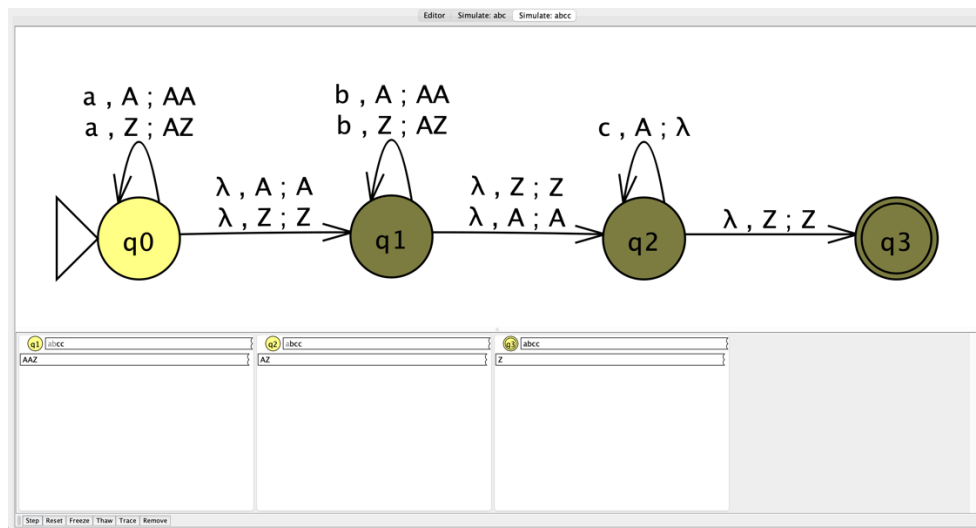 Editor Simulate: abc Simulate: abcc
a , A ; AA
a , Z ; AZ
b , A ; AA
b , Z ; AZ
c , A ; λ
λ , A ; A
λ , Z ; Z
λ , Z ; Z
λ , A ; A
λ , Z ; Z
q0 q1 q2 q3
q1 abcc q2 abcc q3 abcc
AAZ AZ Z
Step Reset Freeze Thaw Trace Remove